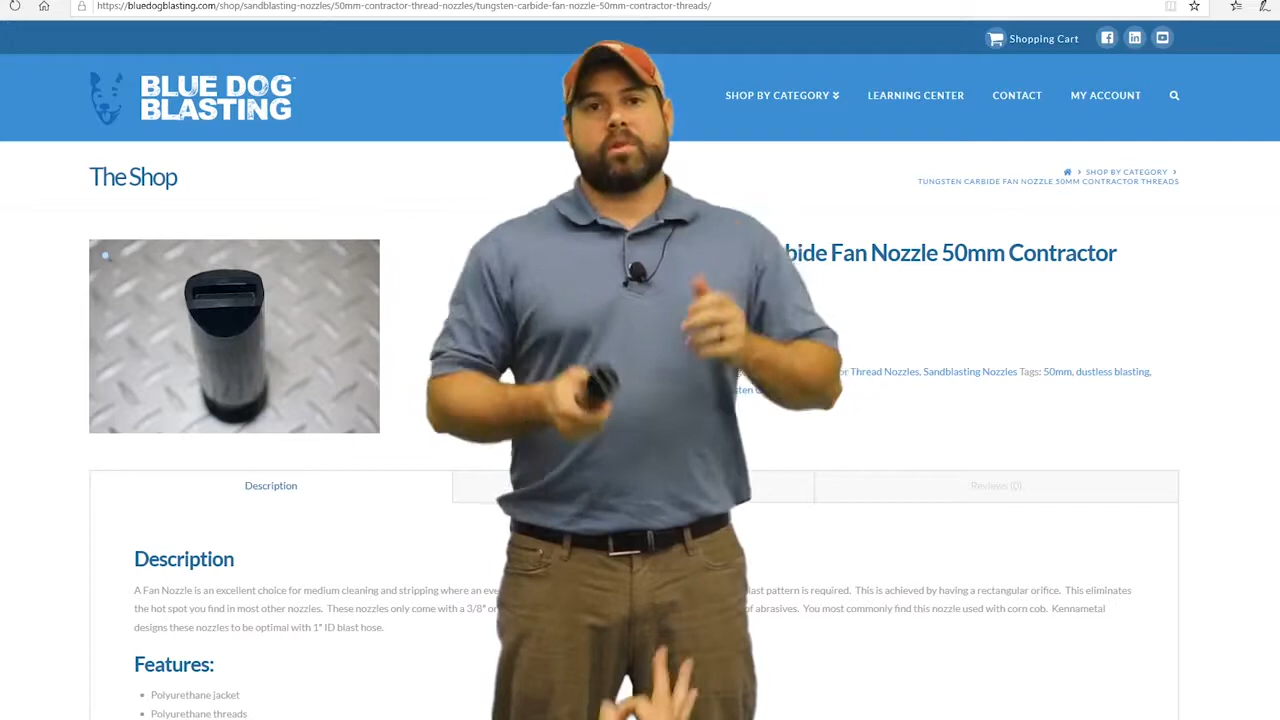 https://bluedogblasting.com/shop/sandblasting-nozzles/50mm-contractor-thread-nozzles/tungsten-carbide-fan-nozzle-50mm-contractor-threads/
Shopping Cart
BLUE DOG
BLASTING
SHOP BY CATEGORY
LEARNING CENTER
CONTACT
MY ACCOUNT
The Shop
SHOP BY CATEGORY
TUNGSTEN CARBIDE FAN NOZZLE 50MM CONTRACTOR THREADS
Fan Nozzle 50mm Contractor
Thread Nozzles, Sandblasting Nozzles Tags: 50mm, dustless blasting,
Description
Reviews (0)
Description
A Fan Nozzle is an excellent choice for medium cleaning and stripping where an pattern is required. This is achieved by having a rectangular orifice. This eliminates
the hot spot you find in most other nozzles. These nozzles only come with a 3/8" of abrasives. You most commonly find this nozzle used with corn cob. Kennametal
designs these nozzles to be optimal with 1" ID blast hose.
Features:
Polyurethane jacket
Polyurethane threads